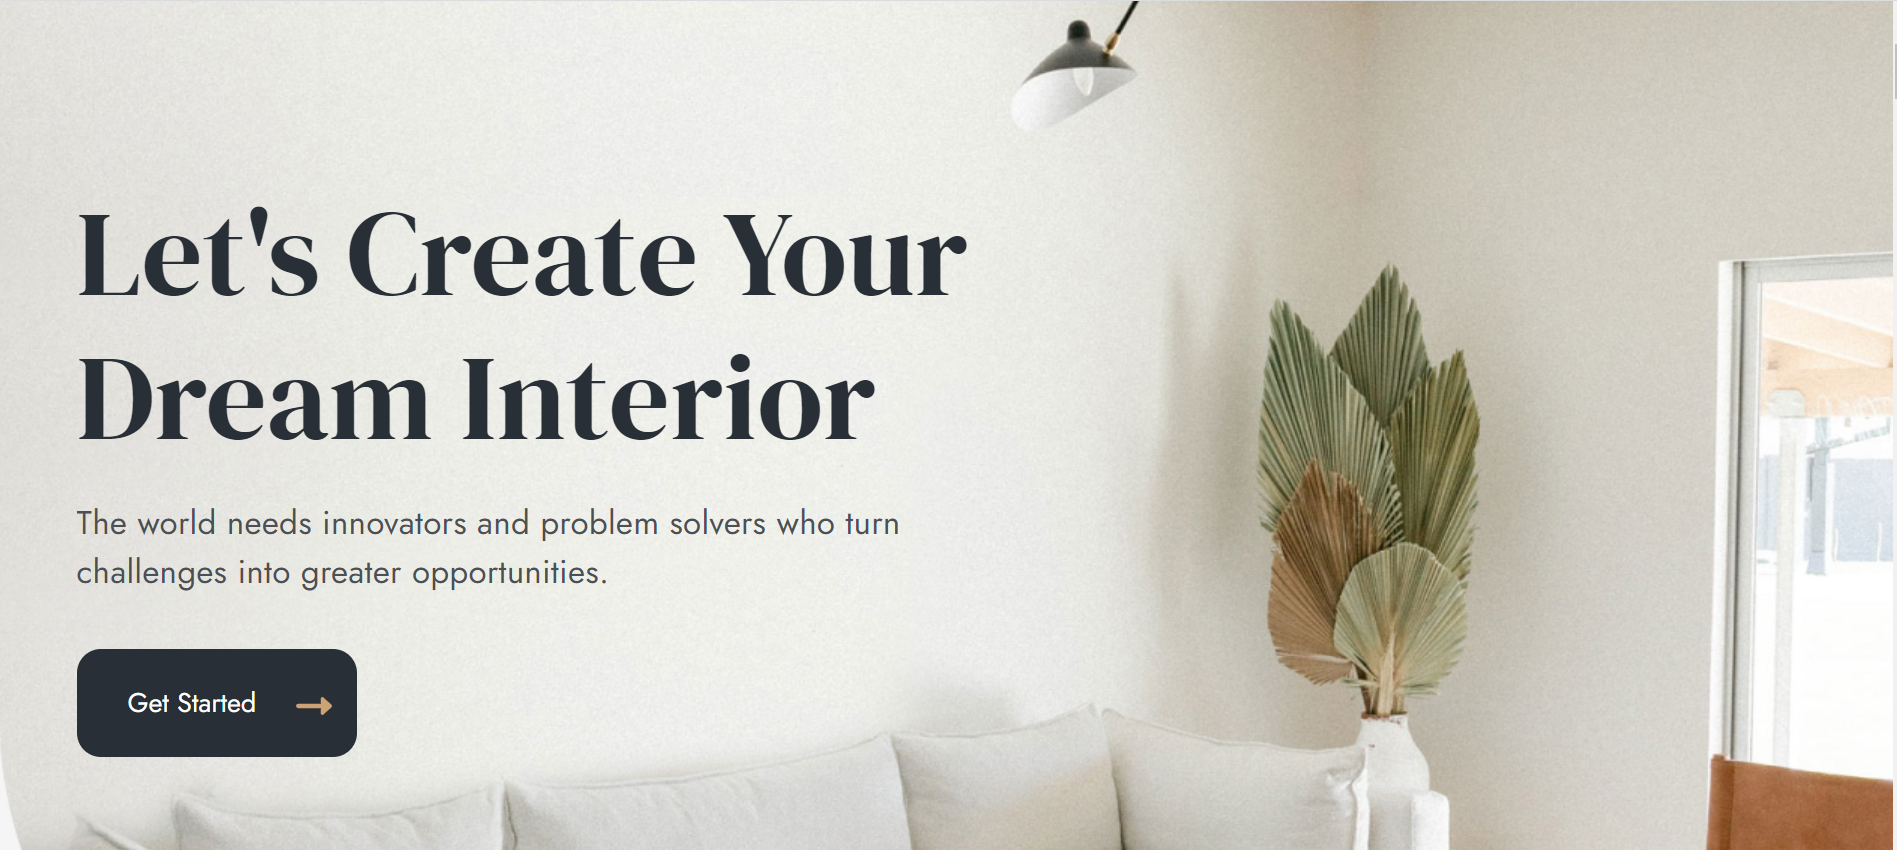 Let's Create Your
Dream Interior
The world needs innovators and problem solvers who turn
challenges into greater opportunities.
Get Started